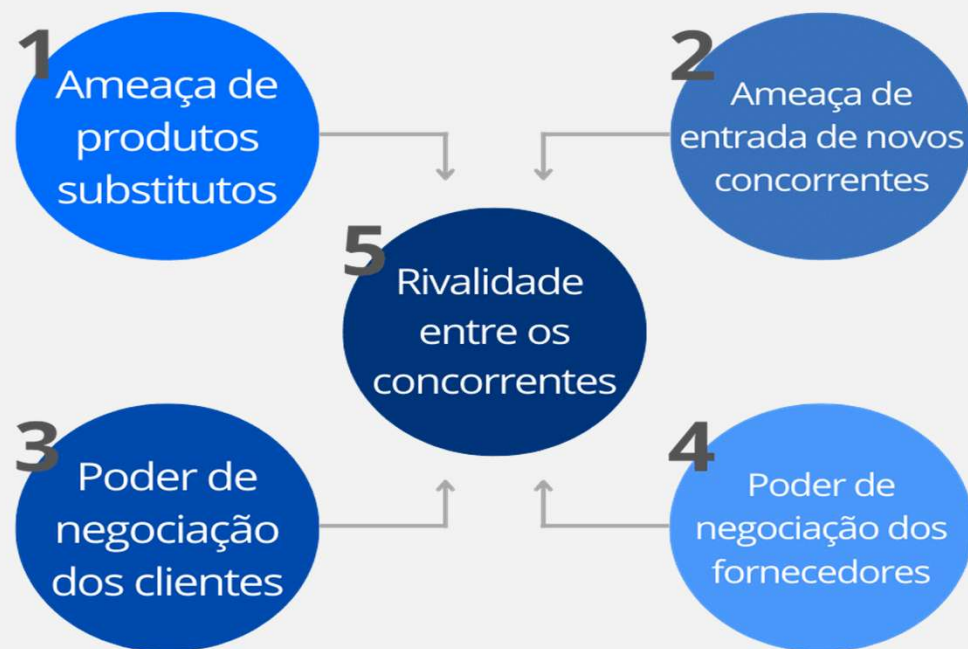 1
Ameaça de
produtos
substitutos
2
Ameaça de
entrada de novos
concorrentes
5
Rivalidade
entre os
concorrentes
3
Poder de
negociação
dos clientes
4
Poder de
negociação dos
fornecedores